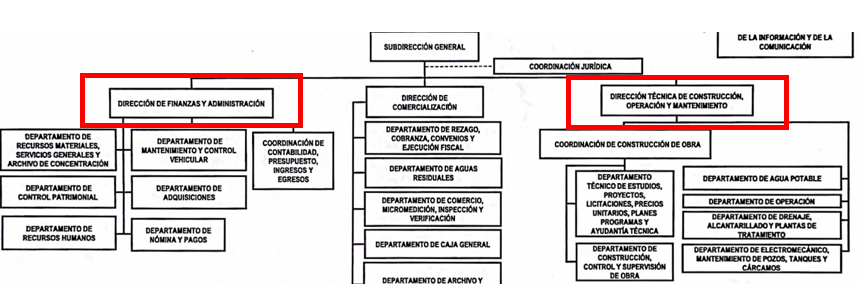 DE LA INFORMACIÓN Y DE LA
COMUNICACIÓN
SUBDIRECCIÓN GENERAL
COORDINACIÓN JURÍDICA
DIRECCIÓN DE FINANZAS Y ADMINISTRACIÓN
DIRECCIÓN DE
COMERCIALIZACIÓN
DIRECCIÓN TÉCNICA DE CONSTRUCCIÓN,
OPERACIÓN Y MANTENIMIENTO
DEPARTAMENTO DE
RECURSOS MATERIALES,
SERVICIOS GENERALES Y
ARCHIVO DE CONCENTRACIÓN
DEPARTAMENTO DE
MANTENIMIENTO Y CONTROL
VEHICULAR
COORDINACIÓN DE
CONTABILIDAD,
PRESUPUESTO,
INGRESOS Y
EGRESOS
DEPARTAMENTO DE
CONTROL PATRIMONIAL
DEPARTAMENTO DE
ADQUISICIONES
DEPARTAMENTO DE
RECURSOS HUMANOS
DEPARTAMENTO DE
NÓMINA Y PAGOS
DEPARTAMENTO DE REZAGO,
COBRANZA, CONVENIOS Y
EJECUCIÓN FISCAL
DEPARTAMENTO DE AGUAS
RESIDUALES
DEPARTAMENTO DE COMERCIO,
MICROMEDICIÓN, INSPECCIÓN Y
VERIFICACIÓN
DEPARTAMENTO DE CAJA GENERAL
DEPARTAMENTO DE ARCHIVO Y
COORDINACIÓN DE CONSTRUCCIÓN DE OBRA
DEPARTAMENTO
TÉCNICO DE ESTUDIOS,
PROYECTOS,
LICITACIONES, PRECIOS
UNITARIOS, PLANES
PROGRAMAS Y
AYUDANTÍA TÉCNICA
DEPARTAMENTO DE
CONSTRUCCIÓN,
CONTROL Y SUPERVISIÓN
DE OBRA
DEPARTAMENTO DE AGUA POTABLE
DEPARTAMENTO DE OPERACIÓN
DEPARTAMENTO DE DRENAJE,
ALCANTARILLADO Y PLANTAS DE
TRATAMIENTO
DEPARTAMENTO DE ELECTROMECÁNICO,
MANTENIMIENTO DE POZOS, TANQUES Y
CÁRCAMOS